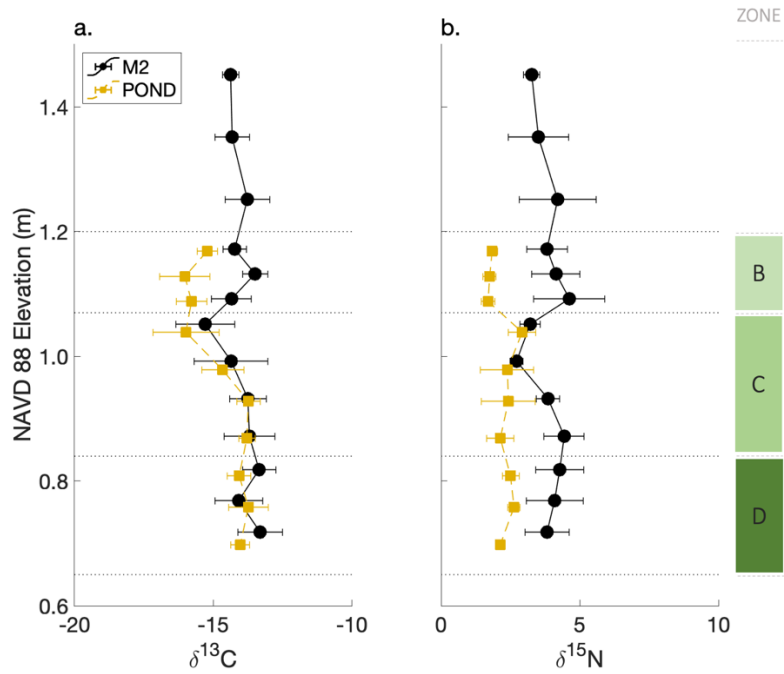 ZONE
a.
b.
M2
POND
NAVD 88 Elevation (m)
1.4
1.2
1.0
0.8
0.6
-20
-15
-10
0
5
10
δ¹³C
δ¹⁵N
B
C
D